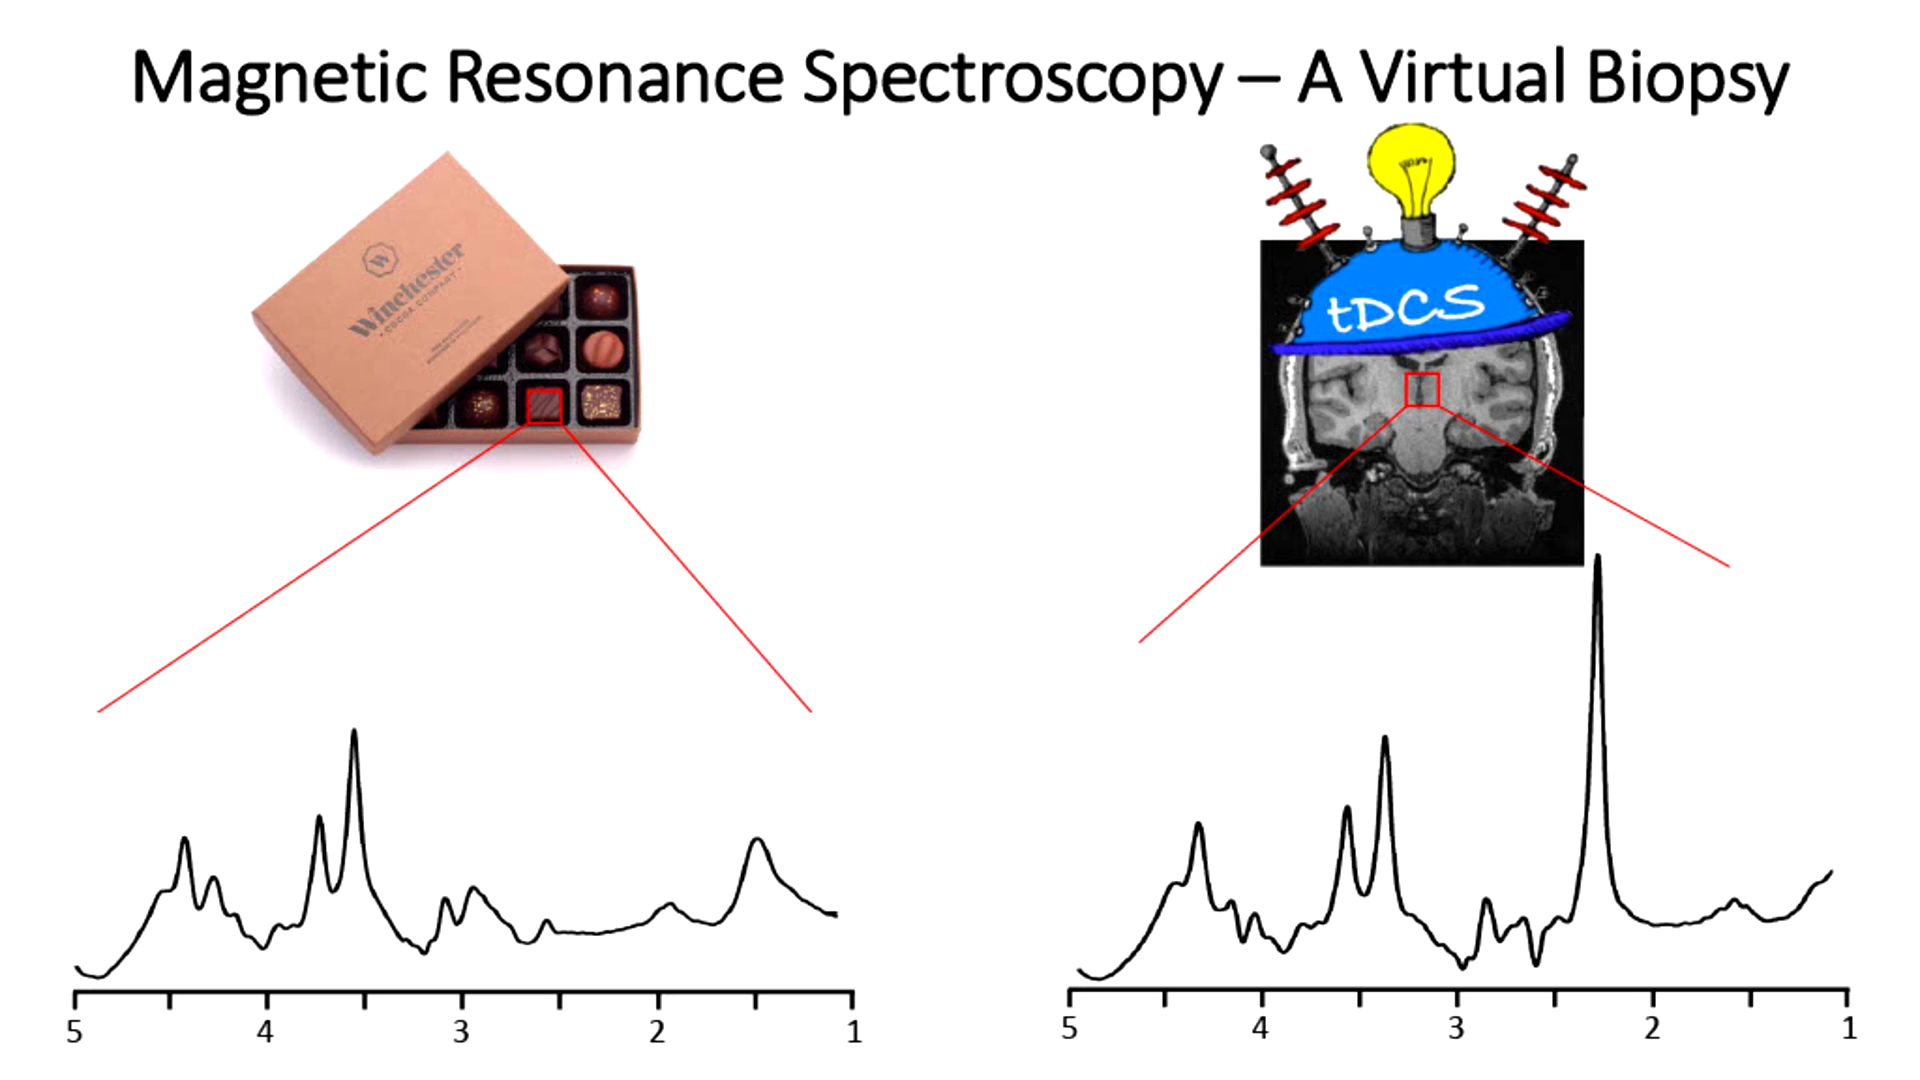 Magnetic Resonance Spectroscopy – A Virtual Biopsy
W
Winchester
COCOA COMPANY
tDCS
5 4 3 2 1
5 4 3 2 1